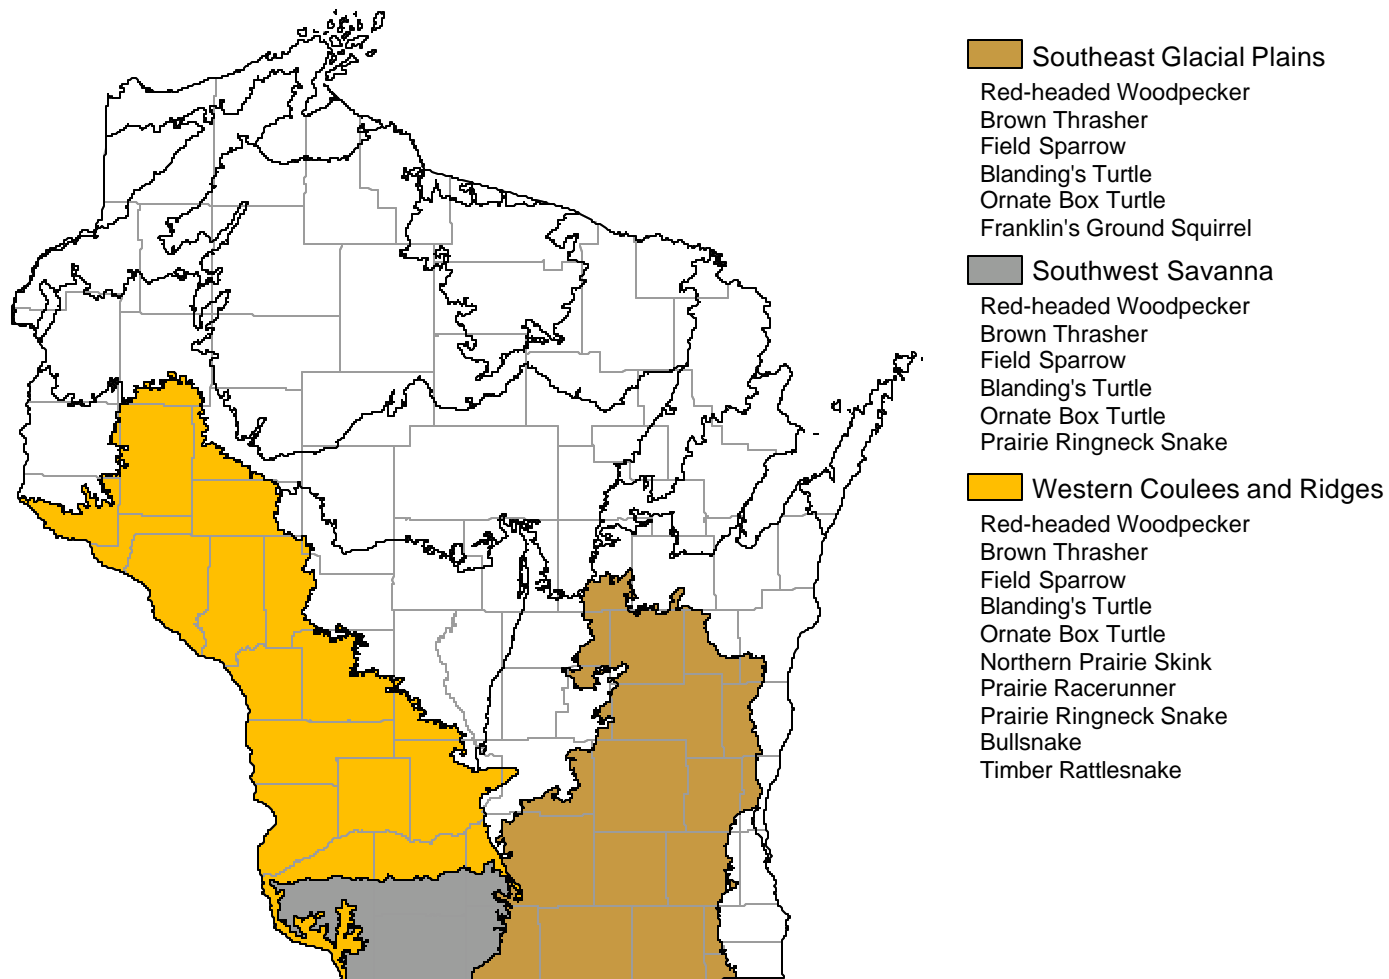 Southeast Glacial Plains
Red-headed Woodpecker
Brown Thrasher
Field Sparrow
Blanding's Turtle
Ornate Box Turtle
Franklin's Ground Squirrel
Southwest Savanna
Red-headed Woodpecker
Brown Thrasher
Field Sparrow
Blanding's Turtle
Ornate Box Turtle
Prairie Ringneck Snake
Western Coulees and Ridges
Red-headed Woodpecker
Brown Thrasher
Field Sparrow
Blanding's Turtle
Ornate Box Turtle
Northern Prairie Skink
Prairie Racerunner
Prairie Ringneck Snake
Bullsnake
Timber Rattlesnake